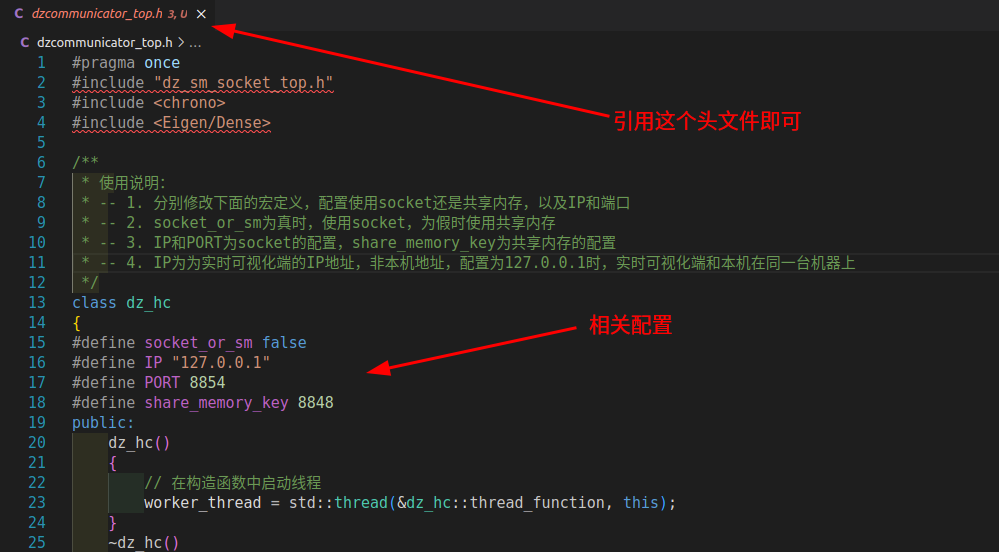 C dzcommunicator_top.h 3, U ×
C dzcommunicator_top.h > ...
1 #pragma once
2 #include "dz_sm_socket_top.h"
3 #include <chrono>
引用这个头文件即可
4 #include <Eigen/Dense>
5
6 /**
7 * 使用说明:
8 * -- 1. 分别修改下面的宏定义，配置使用socket还是共享内存，以及IP和端口
9 * -- 2. socket_or_sm为真时，使用socket，为假时使用共享内存
10 * -- 3. IP和PORT为socket的配置，share_memory_key为共享内存的配置
11 * -- 4. IP为为实时可视化端的IP地址，非本机地址，配置为127.0.0.1时，实时可视化端和本机在同一台机器上
12 */
13 class dz_hc
14 {
相关配置
15 #define socket_or_sm false
16 #define IP "127.0.0.1"
17 #define PORT 8854
18 #define share_memory_key 8848
19 public:
20 dz_hc()
21 {
22 // 在构造函数中启动线程
23 worker_thread = std::thread(&dz_hc::thread_function, this);
24 }
25 ~dz_hc()